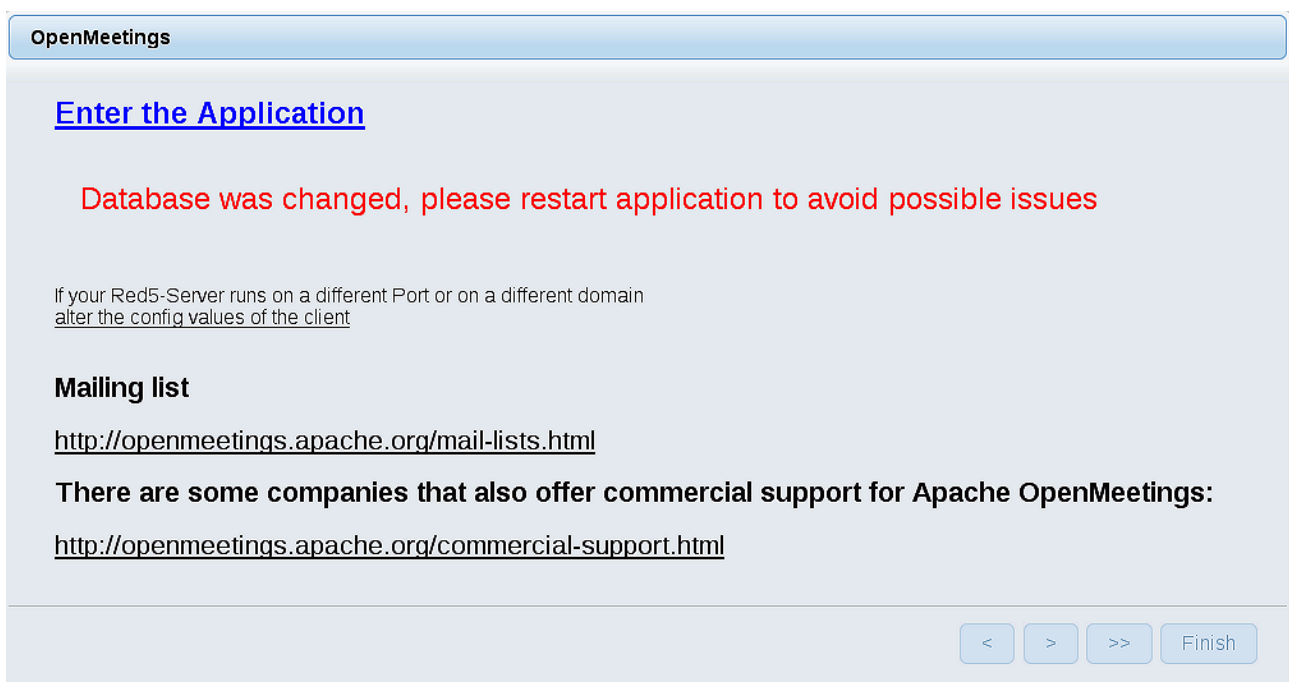 OpenMeetings
Enter the Application
Database was changed, please restart application to avoid possible issues
If your Red5-Server runs on a different Port or on a different domain
alter the config values of the client
Mailing list
http://openmeetings.apache.org/mail-lists.html
There are some companies that also offer commercial support for Apache OpenMeetings:
http://openmeetings.apache.org/commercial-support.html
< > >> Finish